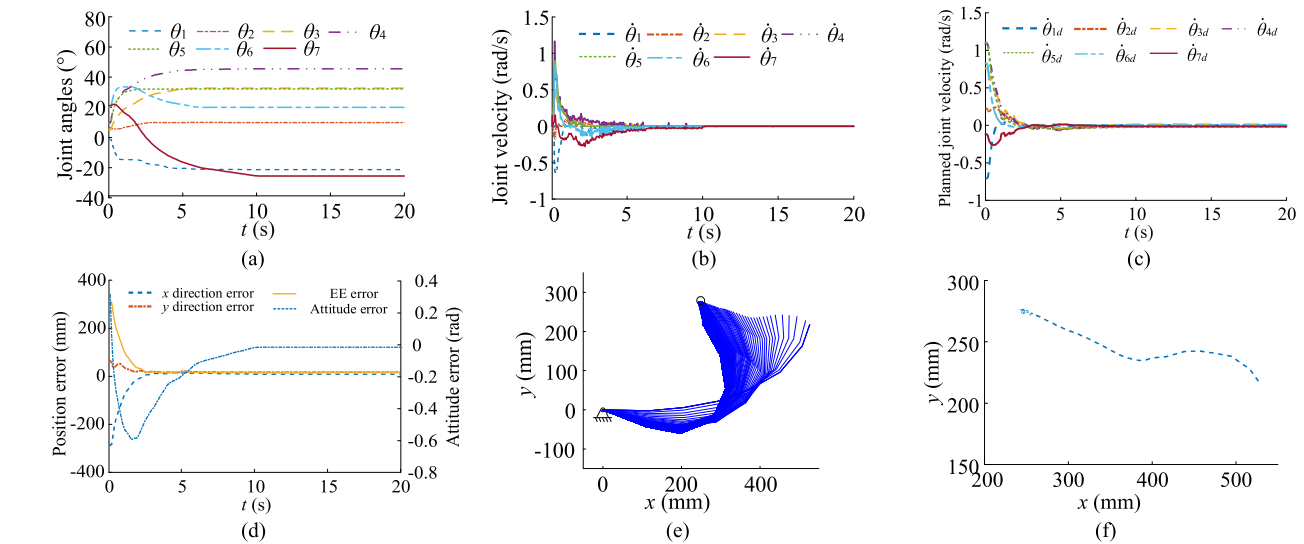 Joint angles (°)
80
60
40
20
0
-20
-40
θ1 θ2 θ3 θ4
θ5 θ6 θ7
0 5 10 15 20
t (s)
(a)
Joint velocity (rad/s)
1.5
1
0.5
0
-0.5
-1
θ̇1 θ̇2 θ̇3 θ̇4
θ̇5 θ̇6 θ̇7
0 5 10 15 20
t (s)
(b)
Planned joint velocity (rad/s)
1.5
1
0.5
0
-0.5
-1
θ̇1d θ̇2d θ̇3d θ̇4d
θ̇5d θ̇6d θ̇7d
0 5 10 15 20
t (s)
(c)
Position error (mm)
400
200
0
-200
-400
x direction error EE error
y direction error Attitude error
0.4
0.2
0
-0.2
-0.4
-0.6
-0.8
Attitude error (rad)
0 5 10 15 20
t (s)
(d)
y (mm)
300
200
100
0
-100
0 200 400
x (mm)
(e)
y (mm)
300
250
200
150
200 300 400 500
x (mm)
(f)